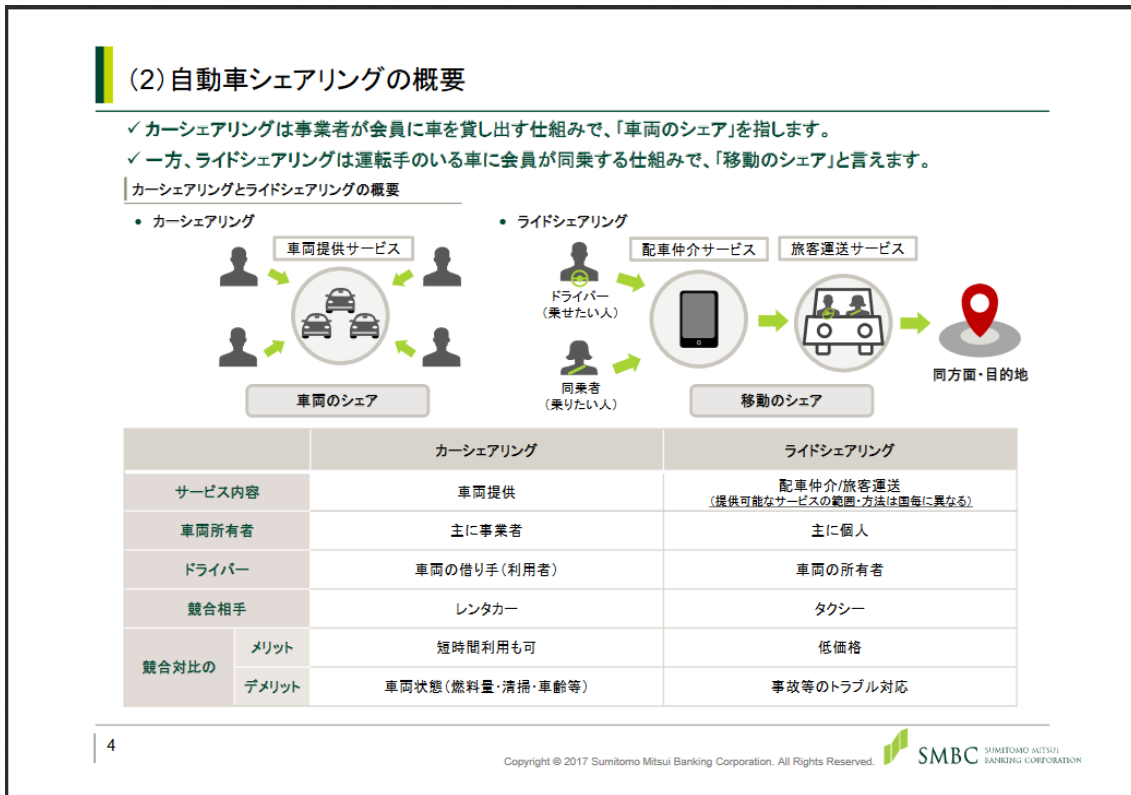 (2)自動車シェアリングの概要
✓ カーシェアリングは事業者が会員に車を貸し出す仕組みで、「車両のシェア」を指します。
✓ 一方、ライドシェアリングは運転手のいる車に会員が同乗する仕組みで、「移動のシェア」と言えます。
カーシェアリングとライドシェアリングの概要
• カーシェアリング
車両提供サービス
車両のシェア
• ライドシェアリング
配車仲介サービス
旅客運送サービス
ドライバー
(乗せたい人)
同乗者
(乗りたい人)
同方面・目的地
移動のシェア
カーシェアリング ライドシェアリング
サービス内容 車両提供 配車仲介/旅客運送
(提供可能なサービスの範囲・方法は国毎に異なる)
車両所有者 主に事業者 主に個人
ドライバー 車両の借り手(利用者) 車両の所有者
競合相手 レンタカー タクシー
競合対比の
メリット 短時間利用も可 低価格
デメリット 車両状態(燃料量・清掃・車齢等) 事故等のトラブル対応
4
Copyright © 2017 Sumitomo Mitsui Banking Corporation. All Rights Reserved.
SMBC
SUMITOMO MITSUI
BANKING CORPORATION